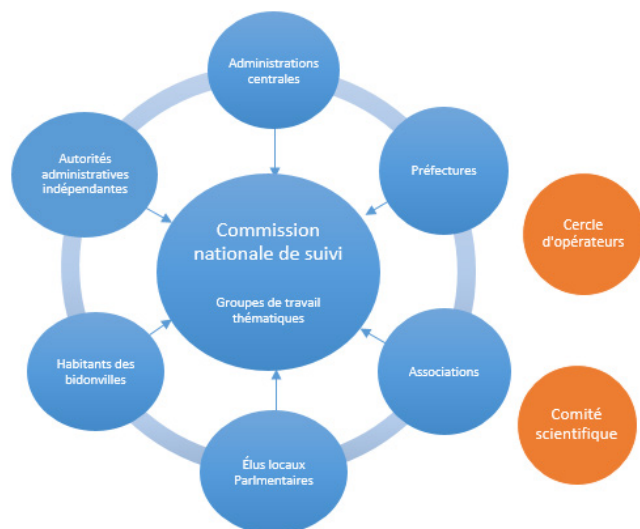 Administrations
centrales
Autorités
administratives
indépendantes
Préfectures
Commission
nationale de suivi
Groupes de travail
thématiques
Cercle
d'opérateurs
Habitants des
bidonvilles
Associations
Comité
scientifique
Élus locaux
Parlmentaires